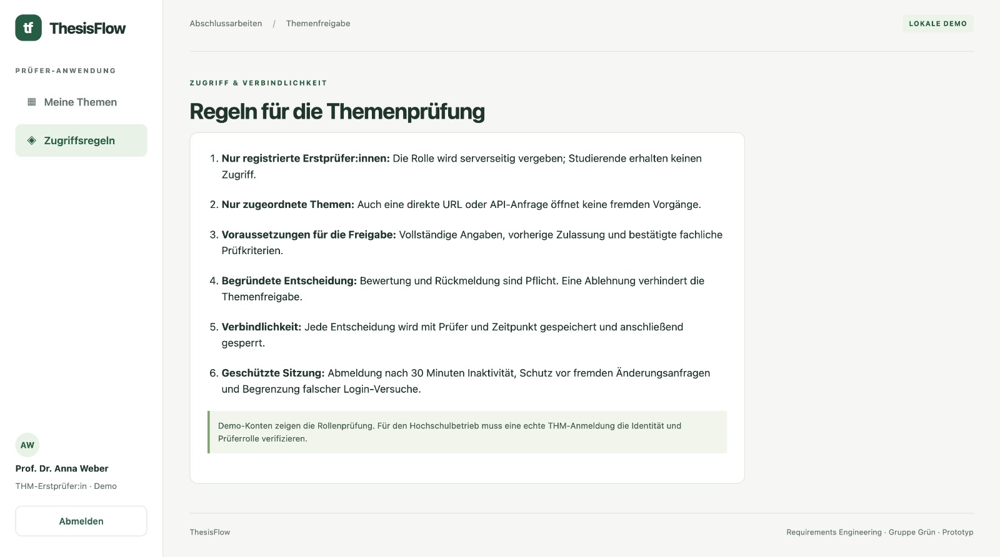 tf ThesisFlow
PRÜFER-ANWENDUNG
Meine Themen
Zugriffsregeln
AW
Prof. Dr. Anna Weber
THM-Erstprüfer:in · Demo
Abmelden
Abschlussarbeiten / Themenfreigabe
LOKALE DEMO
ZUGRIFF & VERBINDLICHKEIT
Regeln für die Themenprüfung
1. Nur registrierte Erstprüfer:innen: Die Rolle wird serverseitig vergeben; Studierende erhalten keinen
Zugriff.
2. Nur zugeordnete Themen: Auch eine direkte URL oder API-Anfrage öffnet keine fremden Vorgänge.
3. Voraussetzungen für die Freigabe: Vollständige Angaben, vorherige Zulassung und bestätigte fachliche
Prüfkriterien.
4. Begründete Entscheidung: Bewertung und Rückmeldung sind Pflicht. Eine Ablehnung verhindert die
Themenfreigabe.
5. Verbindlichkeit: Jede Entscheidung wird mit Prüfer und Zeitpunkt gespeichert und anschließend
gesperrt.
6. Geschützte Sitzung: Abmeldung nach 30 Minuten Inaktivität, Schutz vor fremden Änderungsanfragen
und Begrenzung falscher Login-Versuche.
Demo-Konten zeigen die Rollenprüfung. Für den Hochschulbetrieb muss eine echte THM-Anmeldung die Identität und
Prüferrolle verifizieren.
ThesisFlow
Requirements Engineering · Gruppe Grün · Prototyp